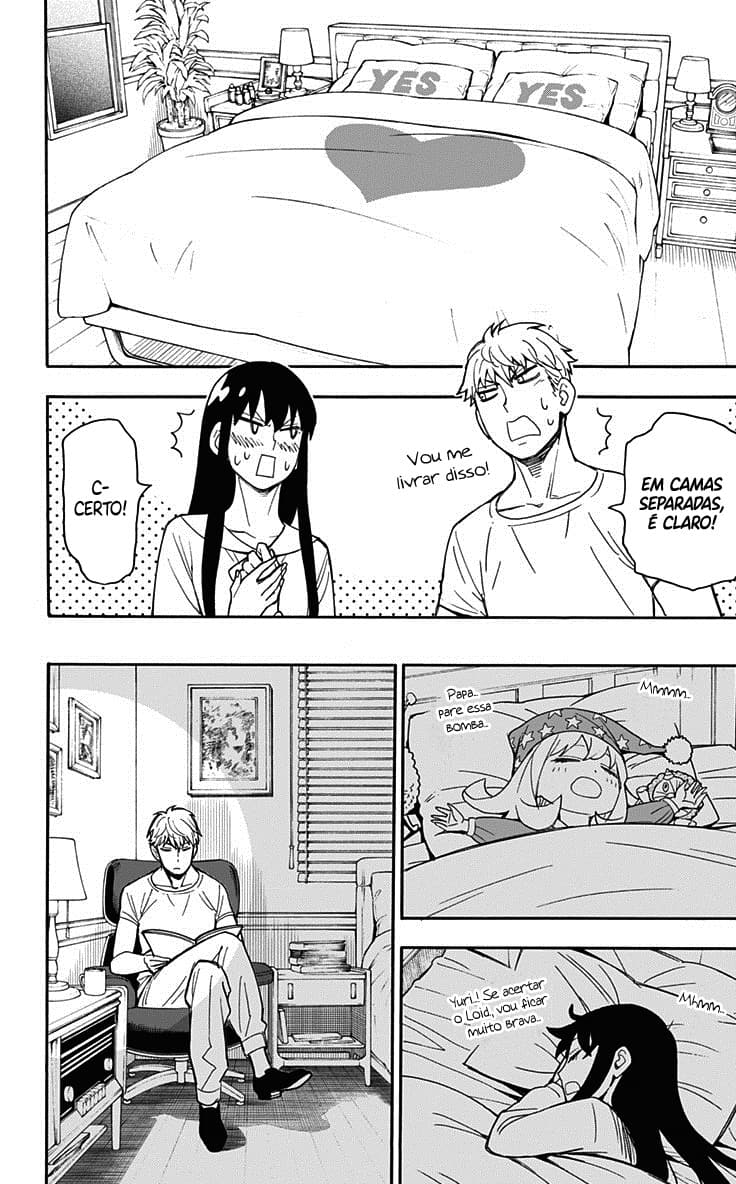 YES
YES
EM CAMAS
SEPARADAS,
É CLARO!
Vou me
livrar disso!
C-
CERTO!
Mmmm..
Papa..
pare essa
bomba..
Mhmm..
Yuri..! Se acertar
o Loid, vou ficar
muito brava..